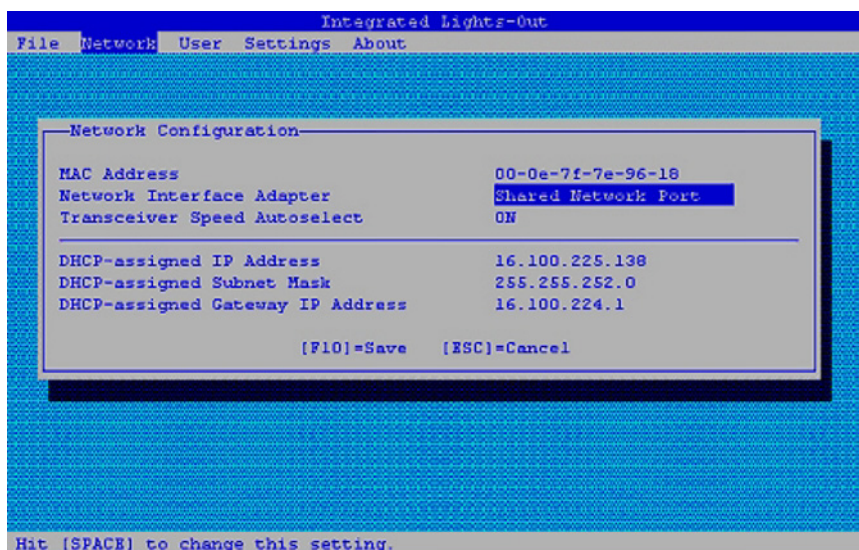 Integrated Lights-Out
File Network User Settings About
Network Configuration
MAC Address 00-0e-7f-7e-96-18
Network Interface Adapter Shared Network Port
Transceiver Speed Autoselect ON
DHCP-assigned IP Address 16.100.225.138
DHCP-assigned Subnet Mask 255.255.252.0
DHCP-assigned Gateway IP Address 16.100.224.1
[F10]=Save [ESC]=Cancel
Hit [SPACE] to change this setting.